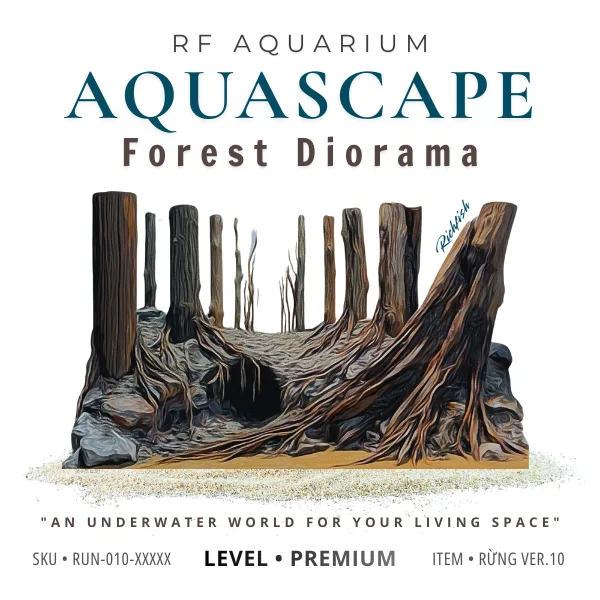 RF AQUARIUM
AQUASCAPE
Forest Diorama
Richfish
"AN UNDERWATER WORLD FOR YOUR LIVING SPACE"
SKU • RUN-010-XXXXX LEVEL • PREMIUM ITEM • RỪNG VER.10